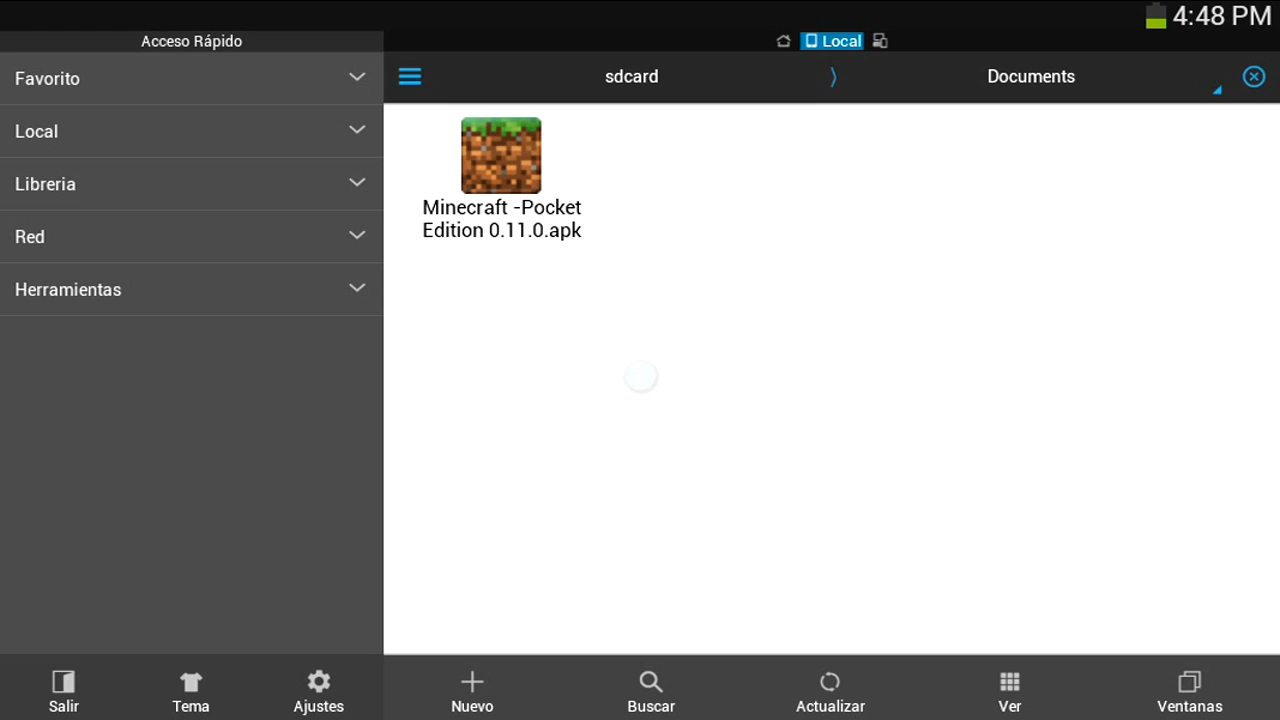 4:48 PM
Acceso Rápido
Local
Favorito
Local
Libreria
Red
Herramientas
sdcard
Documents
Minecraft -Pocket
Edition 0.11.0.apk
Salir
Tema
Ajustes
Nuevo
Buscar
Actualizar
Ver
Ventanas